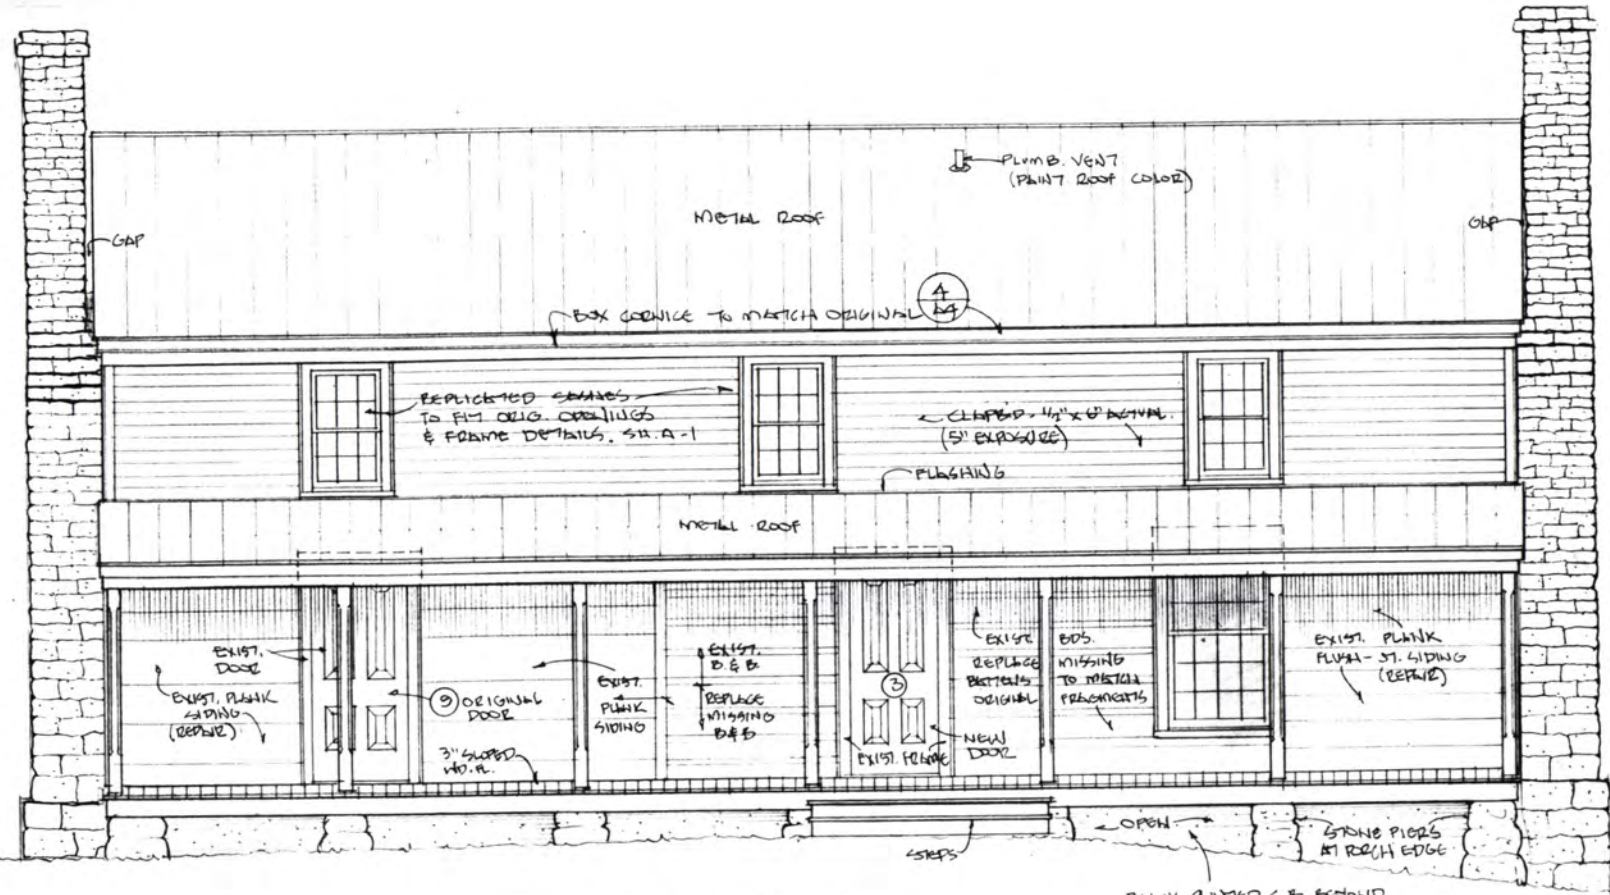 PLUMB. VENT
(PAINT ROOF COLOR)
METAL ROOF
GAP
GAP
4
A4
BOX CORNICE TO MATCH ORIGINAL
REPLICATED SASHES
TO FIT ORIG. OPENINGS
& FRAME DETAILS, SH. A-1
CLAPBD. 1/2" x 6" ACTUAL.
(5" EXPOSURE)
FLASHING
METAL ROOF
EXIST.
DOOR
EXIST. PLANK
SIDING
(REPAIR)
9 ORIGINAL
DOOR
3" SLOPED
WD. FL.
EXIST.
PLANK
SIDING
EXIST.
B. & B.
REPLACE
MISSING
B & B
3
EXIST. FRAME
NEW
DOOR
EXIST. BDS.
REPLACE MISSING
BATTENS TO MATCH
ORIGINAL FRAGMENTS
EXIST. PLANK
FLUSH-JT. SIDING
(REPAIR)
STEPS
OPEN
STONE PIERS
AT PORCH EDGE